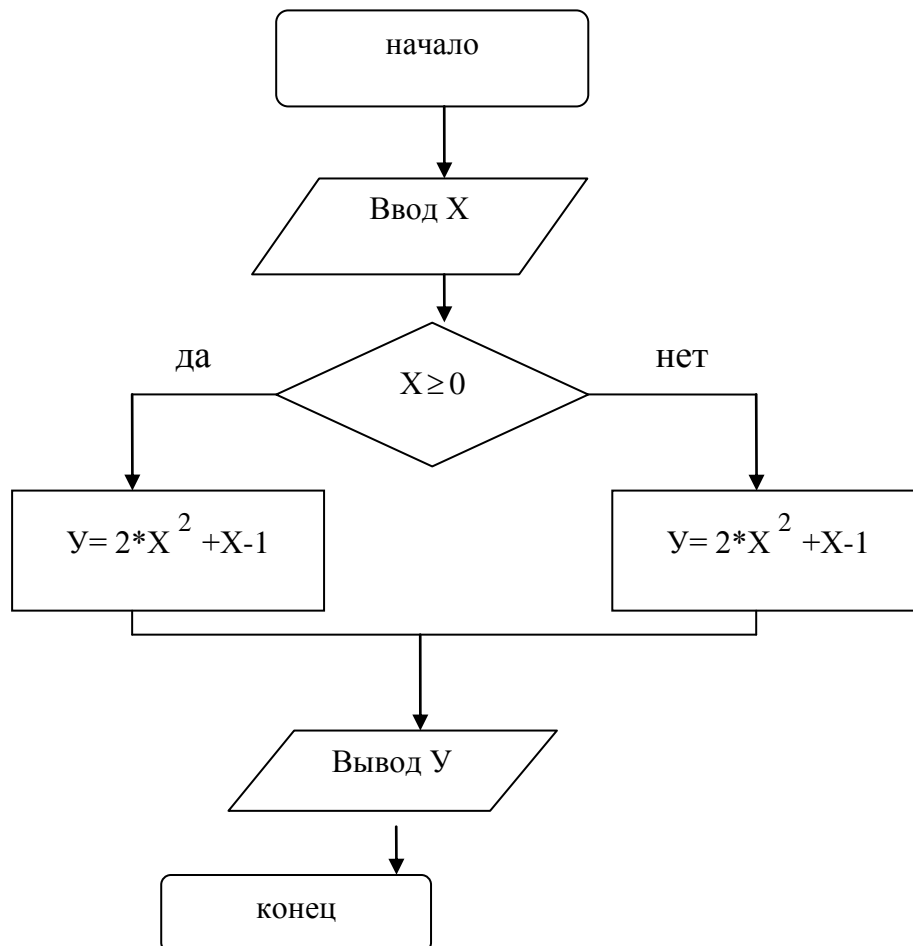 начало
Ввод X
да
нет
X≥0
У= 2*X ² +X-1
У= 2*X ² +X-1
Вывод У
конец